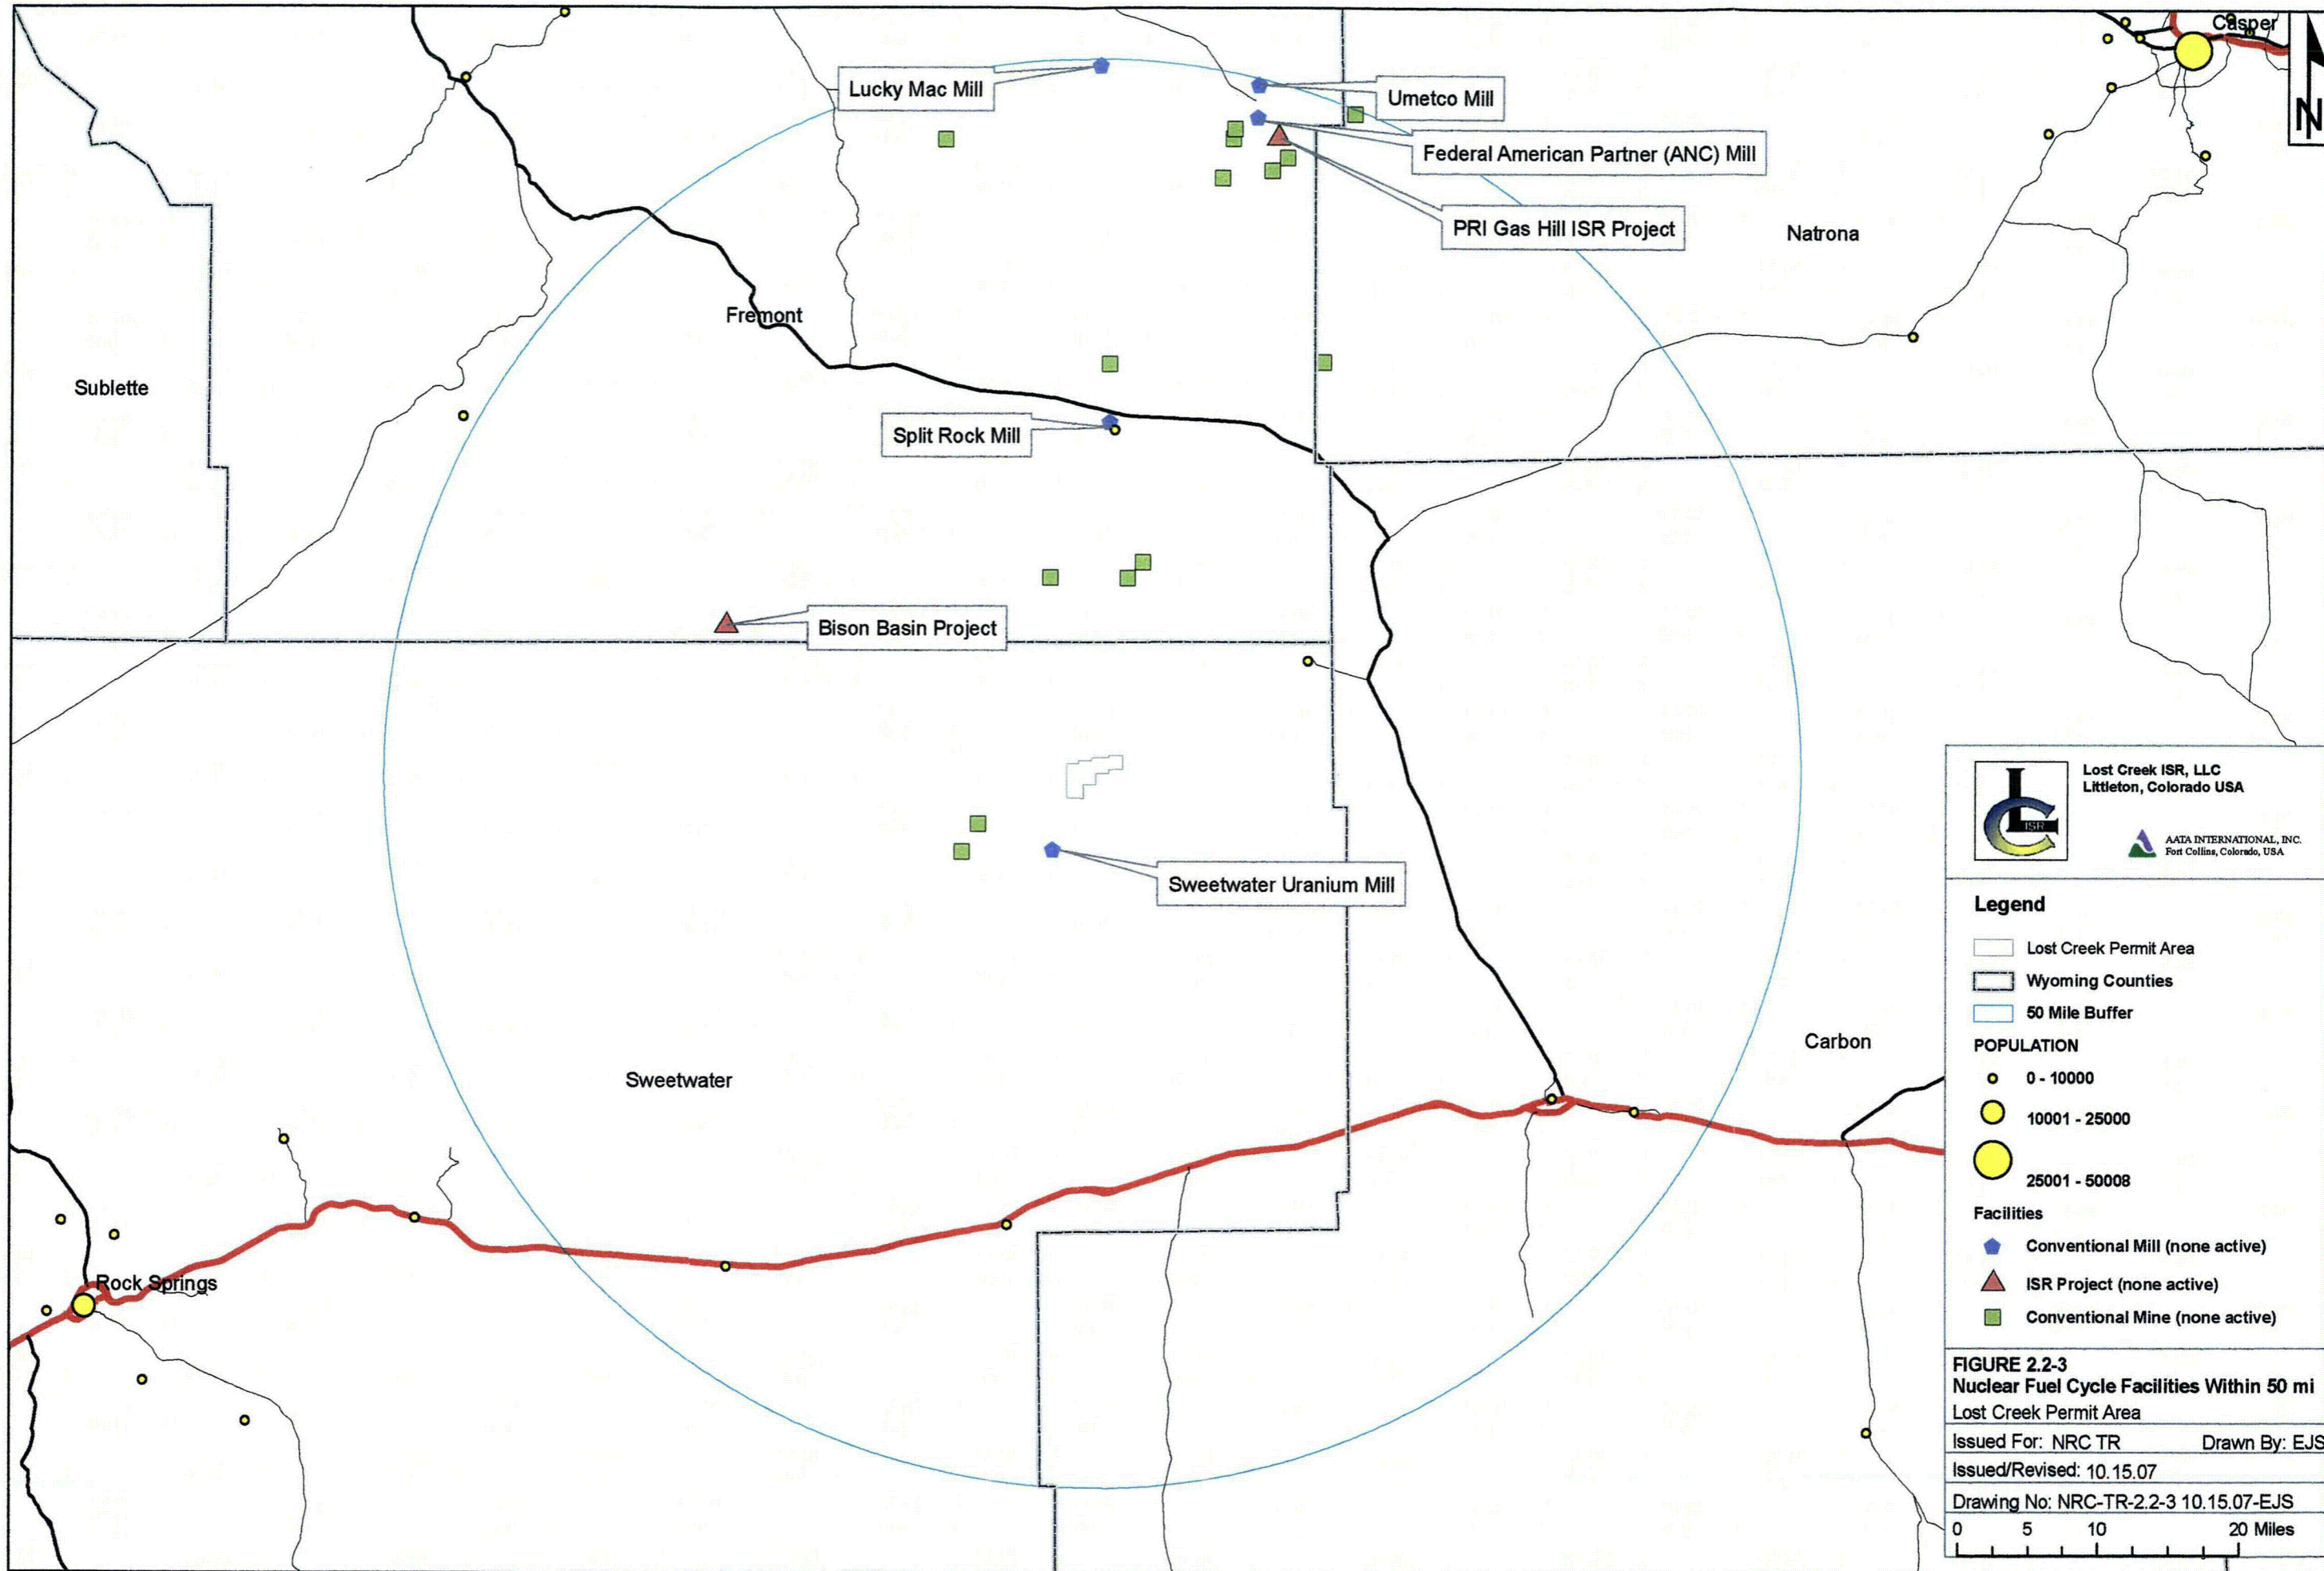 Casper
N
Lucky Mac Mill
Umetco Mill
Federal American Partner (ANC) Mill
PRI Gas Hill ISR Project
Natrona
Fremont
Sublette
Split Rock Mill
Bison Basin Project
Sweetwater Uranium Mill
Carbon
Sweetwater
Rock Springs
LC
ISR
Lost Creek ISR, LLC
Littleton, Colorado USA
AATA INTERNATIONAL, INC.
Fort Collins, Colorado, USA
Legend
Lost Creek Permit Area
Wyoming Counties
50 Mile Buffer
POPULATION
0 - 10000
10001 - 25000
25001 - 50008
Facilities
Conventional Mill (none active)
ISR Project (none active)
Conventional Mine (none active)
FIGURE 2.2-3
Nuclear Fuel Cycle Facilities Within 50 mi
Lost Creek Permit Area
Issued For: NRC TR Drawn By: EJS
Issued/Revised: 10.15.07
Drawing No: NRC-TR-2.2-3 10.15.07-EJS
0 5 10 20 Miles